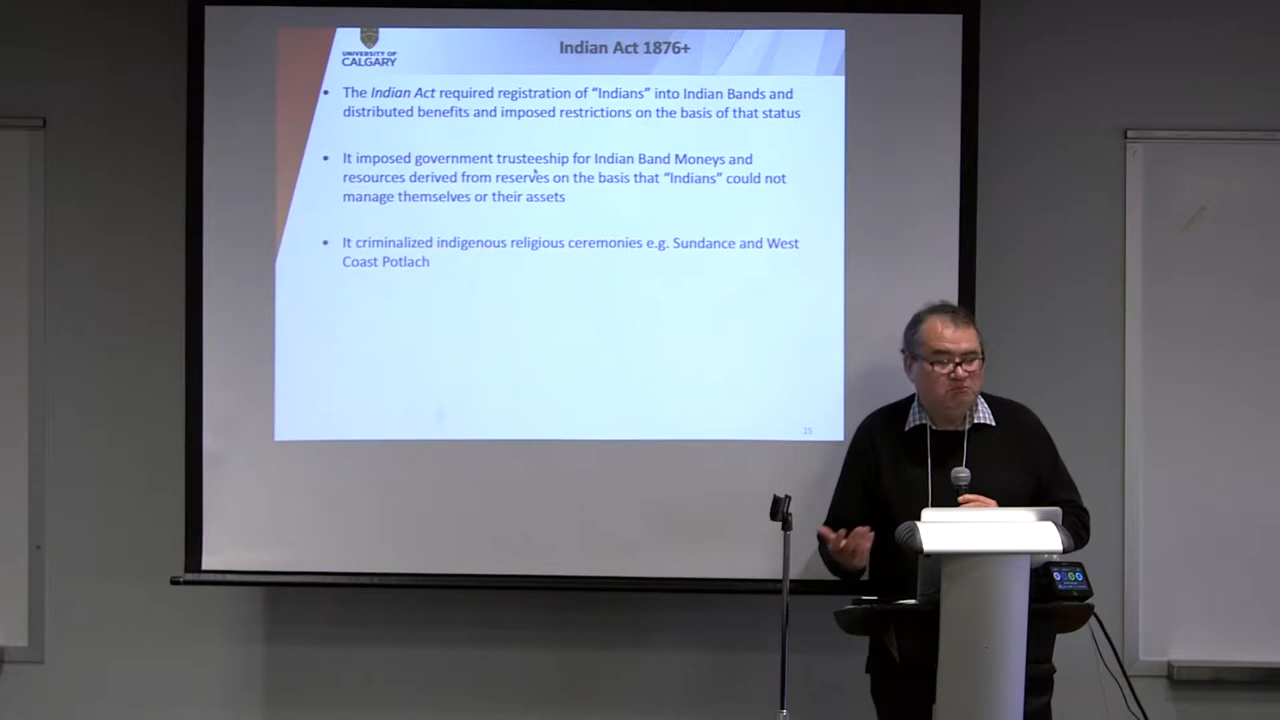 UNIVERSITY OF
CALGARY
Indian Act 1876+
• The Indian Act required registration of “Indians” into Indian Bands and
distributed benefits and imposed restrictions on the basis of that status
• It imposed government trusteeship for Indian Band Moneys and
resources derived from reserves on the basis that “Indians” could not
manage themselves or their assets
• It criminalized indigenous religious ceremonies e.g. Sundance and West
Coast Potlach
15